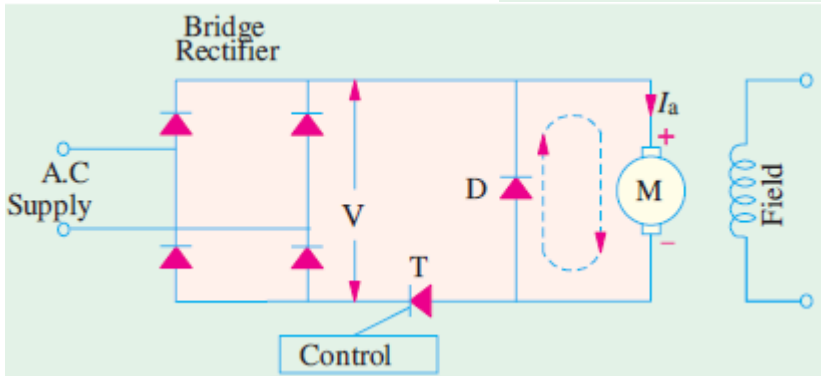 Bridge
Rectifier
A.C
Supply
V
D
T
Control
Ia
+
M
−
Field